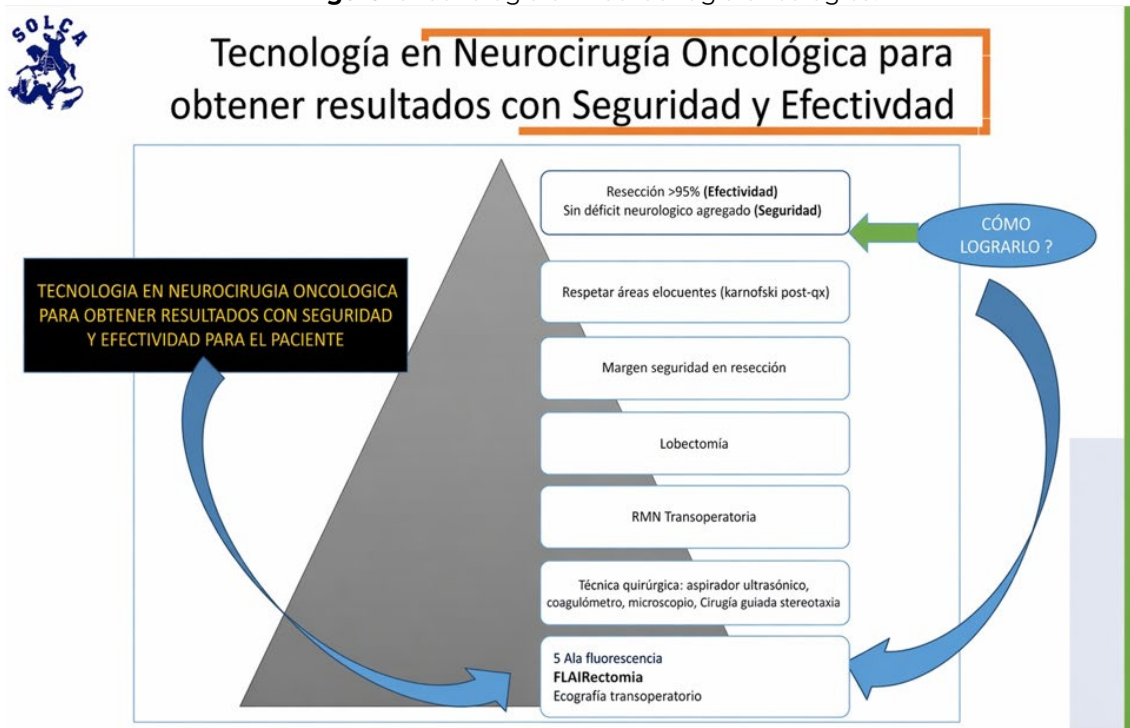 SOLCA
Tecnología en Neurocirugía Oncológica para
obtener resultados con Seguridad y Efectivdad
Resección >95% (Efectividad)
Sin déficit neurologico agregado (Seguridad)
CÓMO
LOGRARLO ?
TECNOLOGIA EN NEUROCIRUGIA ONCOLOGICA
PARA OBTENER RESULTADOS CON SEGURIDAD
Y EFECTIVIDAD PARA EL PACIENTE
Respetar áreas elocuentes (karnofski post-qx)
Margen seguridad en resección
Lobectomía
RMN Transoperatoria
Técnica quirúrgica: aspirador ultrasónico,
coagulómetro, microscopio, Cirugía guiada stereotaxia
5 Ala fluorescencia
FLAIRectomia
Ecografía transoperatorio